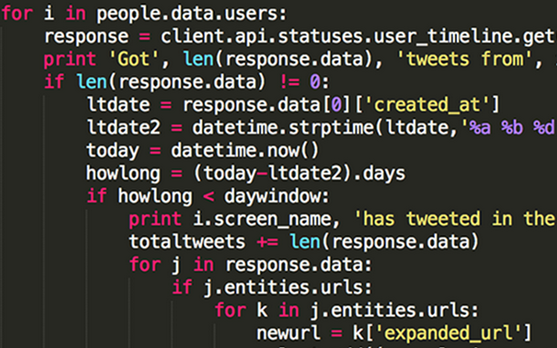 for i in people.data.users:
response = client.api.statuses.user_timeline.get
print 'Got', len(response.data), 'tweets from',
if len(response.data) != 0:
ltdate = response.data[0]['created_at']
ltdate2 = datetime.strptime(ltdate,'%a %b %d
today = datetime.now()
howlong = (today-ltdate2).days
if howlong < daywindow:
print i.screen_name, 'has tweeted in the
totaltweets += len(response.data)
for j in response.data:
if j.entities.urls:
for k in j.entities.urls:
newurl = k['expanded_url']